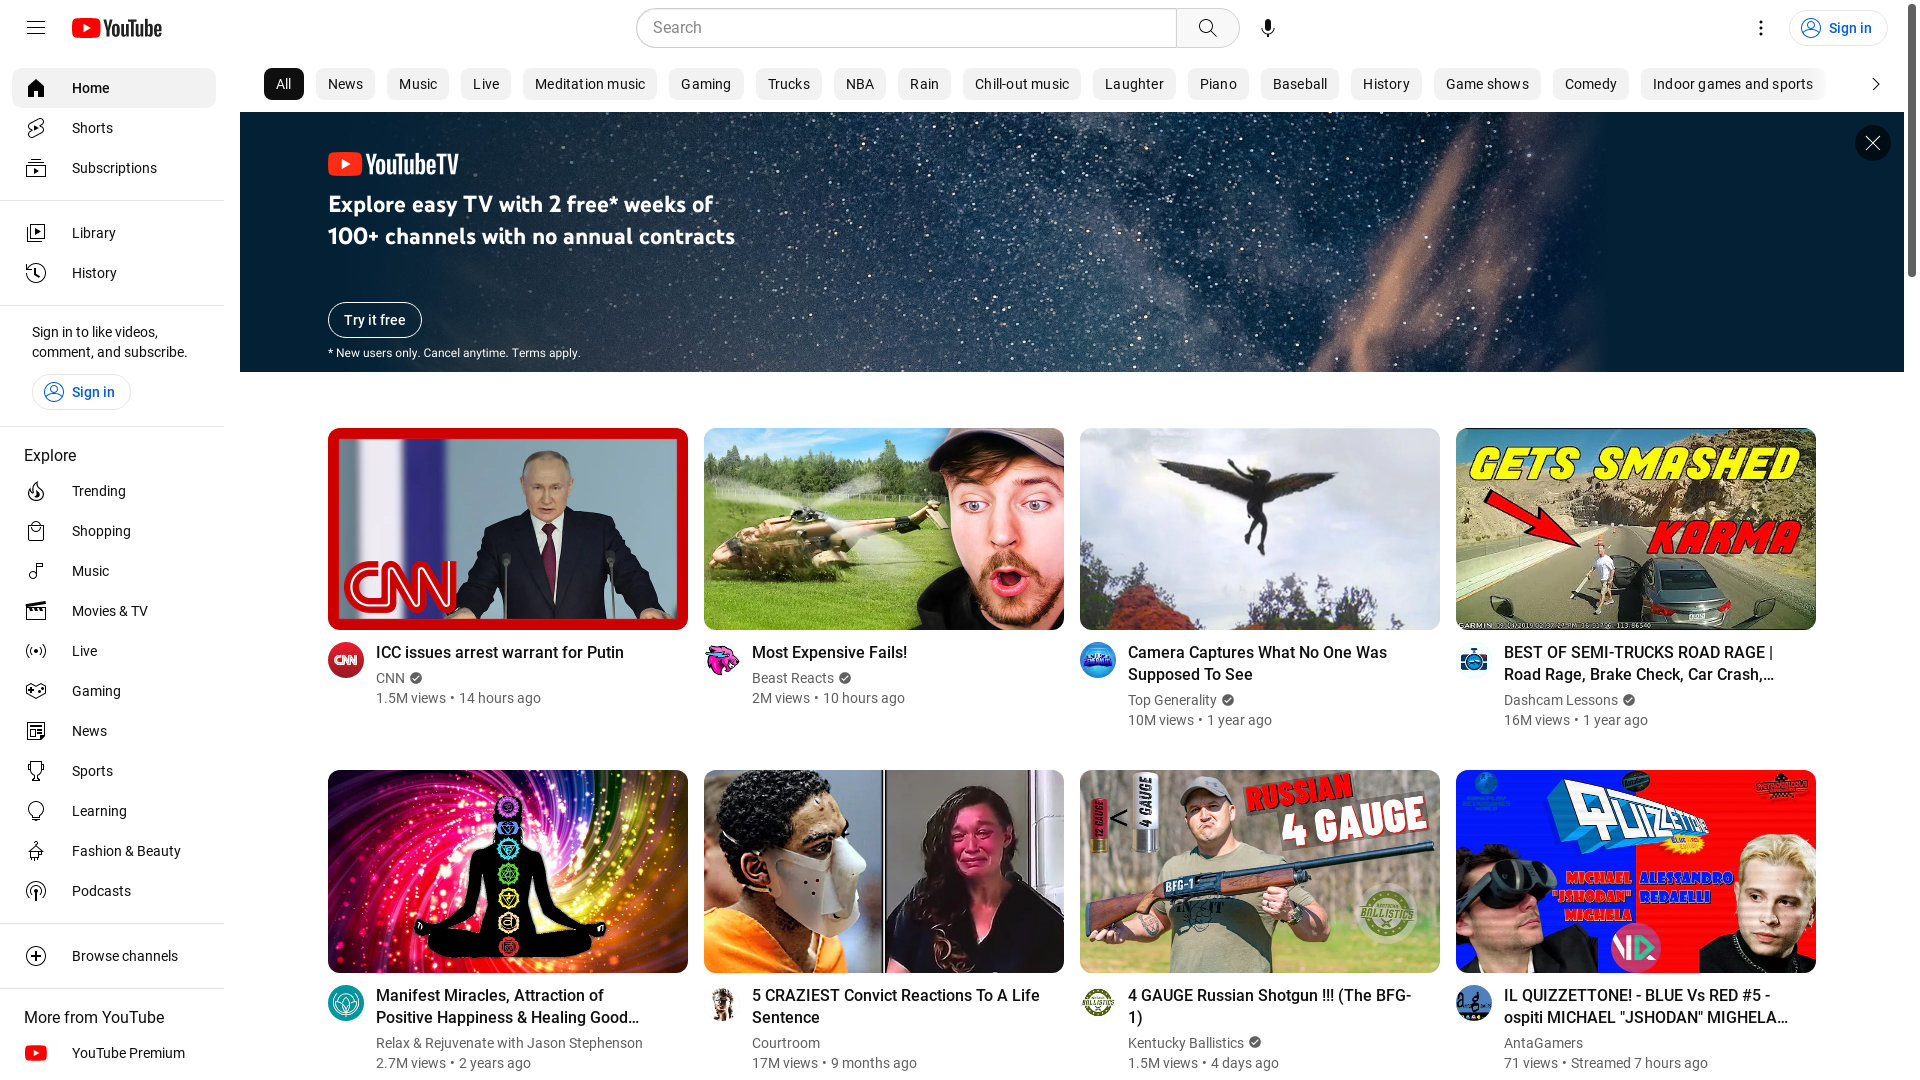 YouTube
Search
Sign in
Home
Shorts
Subscriptions
Library
History
Sign in to like videos,
comment, and subscribe.
Sign in
Explore
Trending
Shopping
Music
Movies & TV
Live
Gaming
News
Sports
Learning
Fashion & Beauty
Podcasts
Browse channels
More from YouTube
YouTube Premium
All News Music Live Meditation music Gaming Trucks NBA Rain Chill-out music Laughter Piano Baseball History Game shows Comedy Indoor games and sports
YouTubeTV
Explore easy TV with 2 free* weeks of
100+ channels with no annual contracts
Try it free
* New users only. Cancel anytime. Terms apply.
CNN
CNN
ICC issues arrest warrant for Putin
CNN
1.5M views • 14 hours ago
Most Expensive Fails!
Beast Reacts
2M views • 10 hours ago
Camera Captures What No One Was
Supposed To See
Top Generality
10M views • 1 year ago
GETS SMASHED
KARMA
BEST OF SEMI-TRUCKS ROAD RAGE |
Road Rage, Brake Check, Car Crash,...
Dashcam Lessons
16M views • 1 year ago
Manifest Miracles, Attraction of
Positive Happiness & Healing Good...
Relax & Rejuvenate with Jason Stephenson
2.7M views • 2 years ago
5 CRAZIEST Convict Reactions To A Life
Sentence
Courtroom
17M views • 9 months ago
12 GAUGE < 4 GAUGE
RUSSIAN
4 GAUGE
BFG-1
BALLISTICS
4 GAUGE Russian Shotgun !!! (The BFG-
1)
Kentucky Ballistics
1.5M views • 4 days ago
QUIZZETTONE
MICHAEL
"JSHODAN"
MIGHELA
ALESSANDRO
REDAELLI
IL QUIZZETTONE! - BLUE Vs RED #5 -
ospiti MICHAEL "JSHODAN" MIGHELA...
AntaGamers
71 views • Streamed 7 hours ago